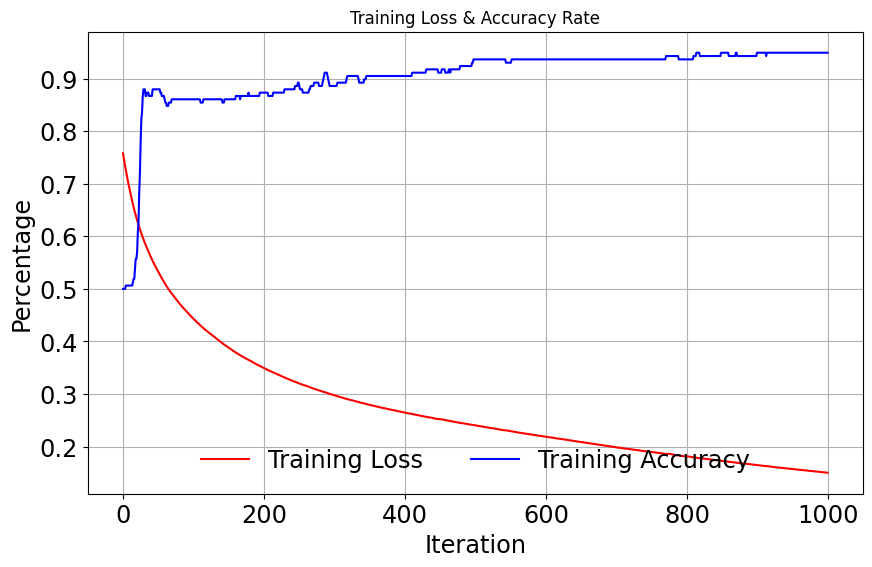 Training Loss & Accuracy Rate
Percentage
0.9
0.8
0.7
0.6
0.5
0.4
0.3
0.2
Training Loss Training Accuracy
0 200 400 600 800 1000
Iteration